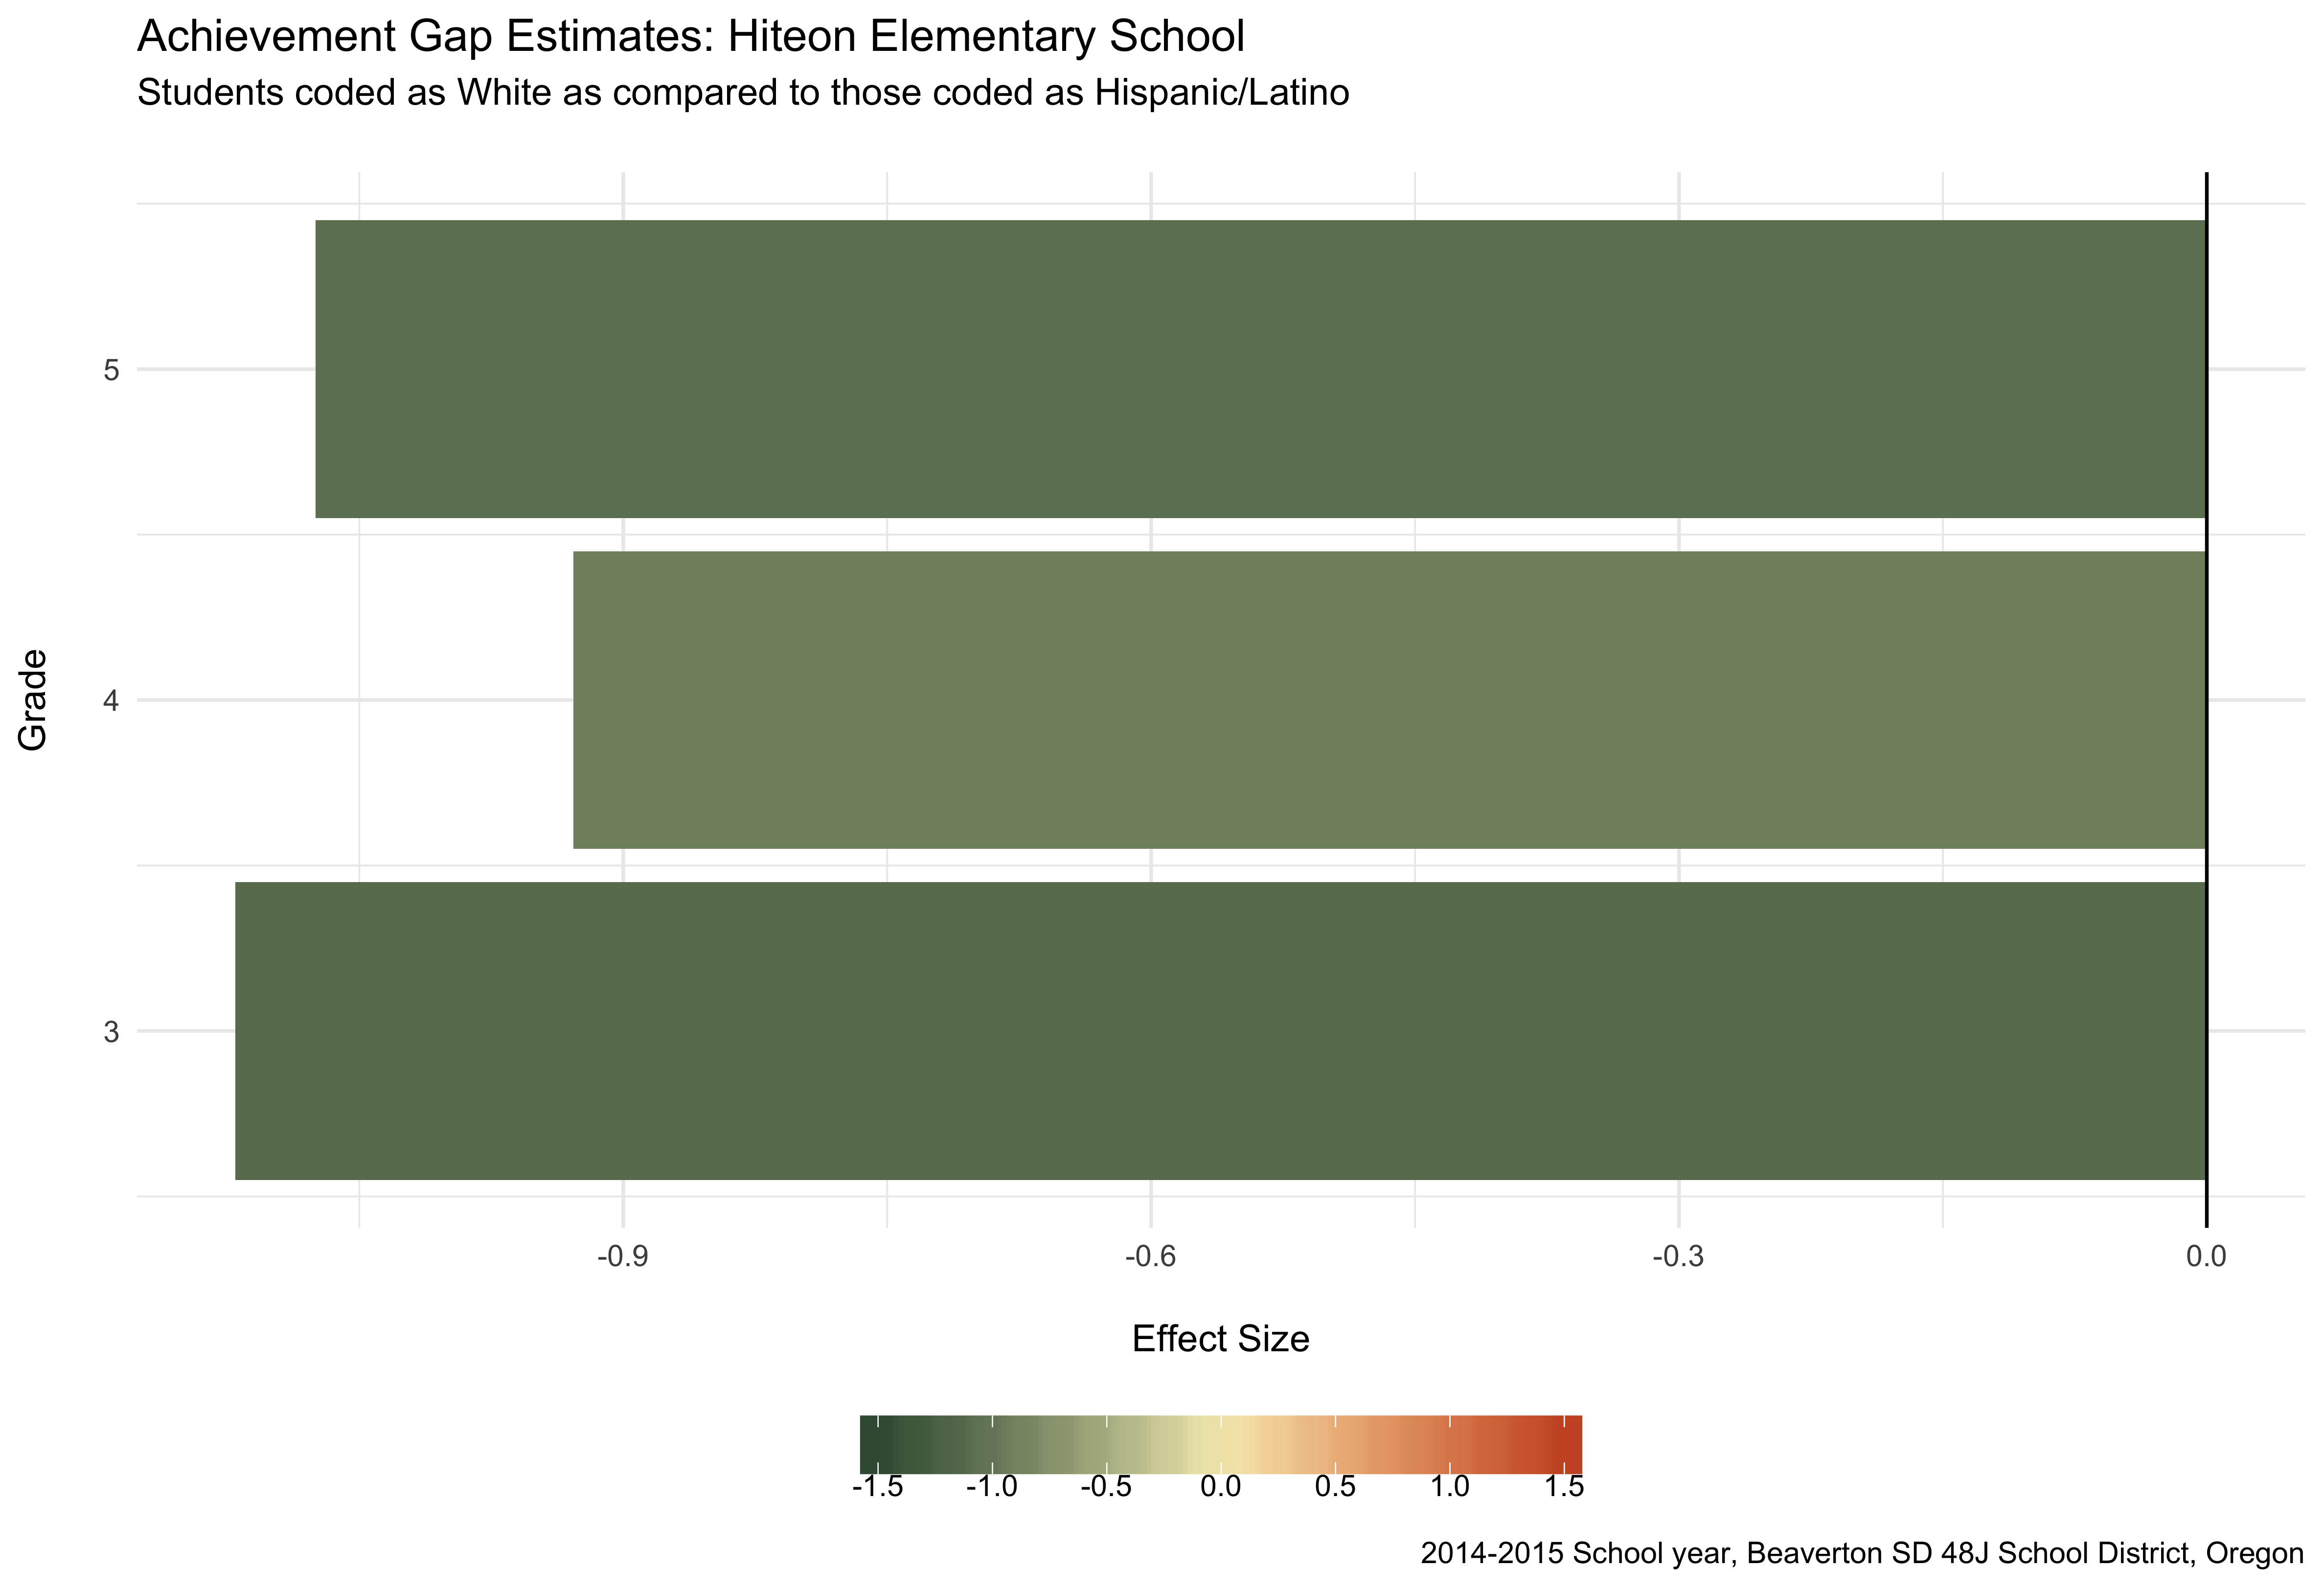 Achievement Gap Estimates: Hiteon Elementary School
Students coded as White as compared to those coded as Hispanic/Latino
5
4
3
Grade
-0.9 -0.6 -0.3 0.0
Effect Size
-1.5 -1.0 -0.5 0.0 0.5 1.0 1.5
2014-2015 School year, Beaverton SD 48J School District, Oregon